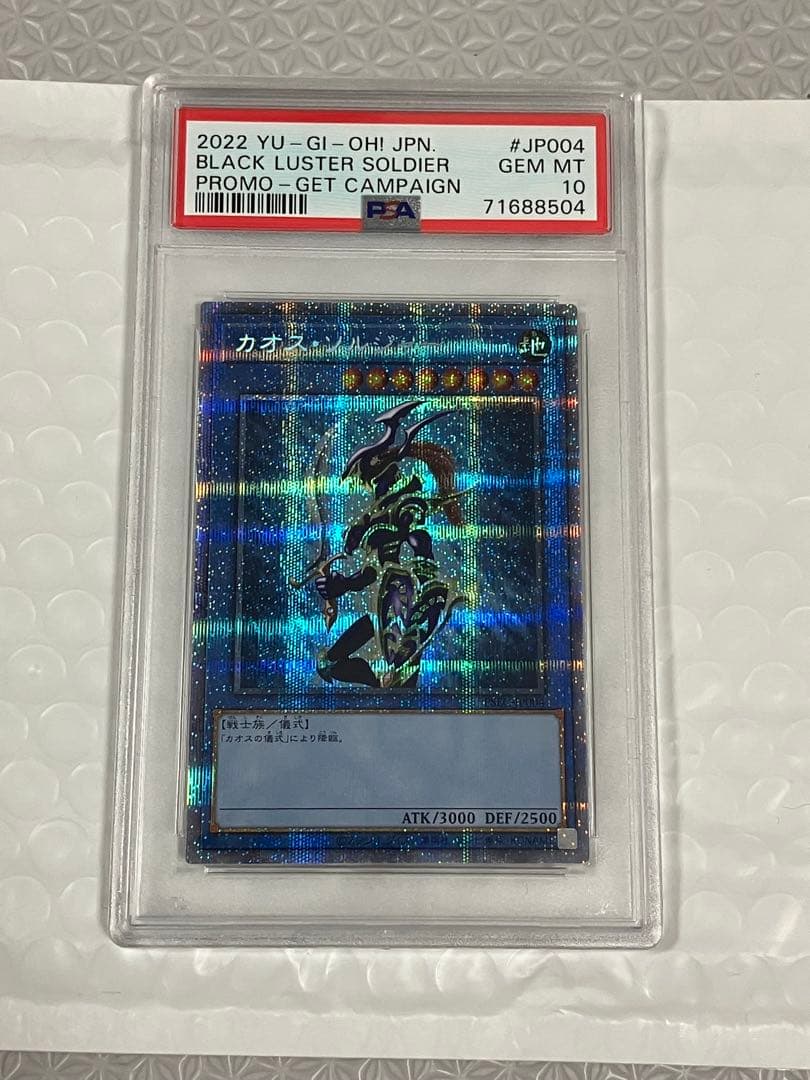 2022 YU-GI-OH! JPN. #JP004
BLACK LUSTER SOLDIER GEM MT
PROMO-GET CAMPAIGN 10
PSA 71688504
カオス・ソルジャー 地
【戦士族/儀式】
「カオスの儀式」により降臨。
ATK/3000 DEF/2500